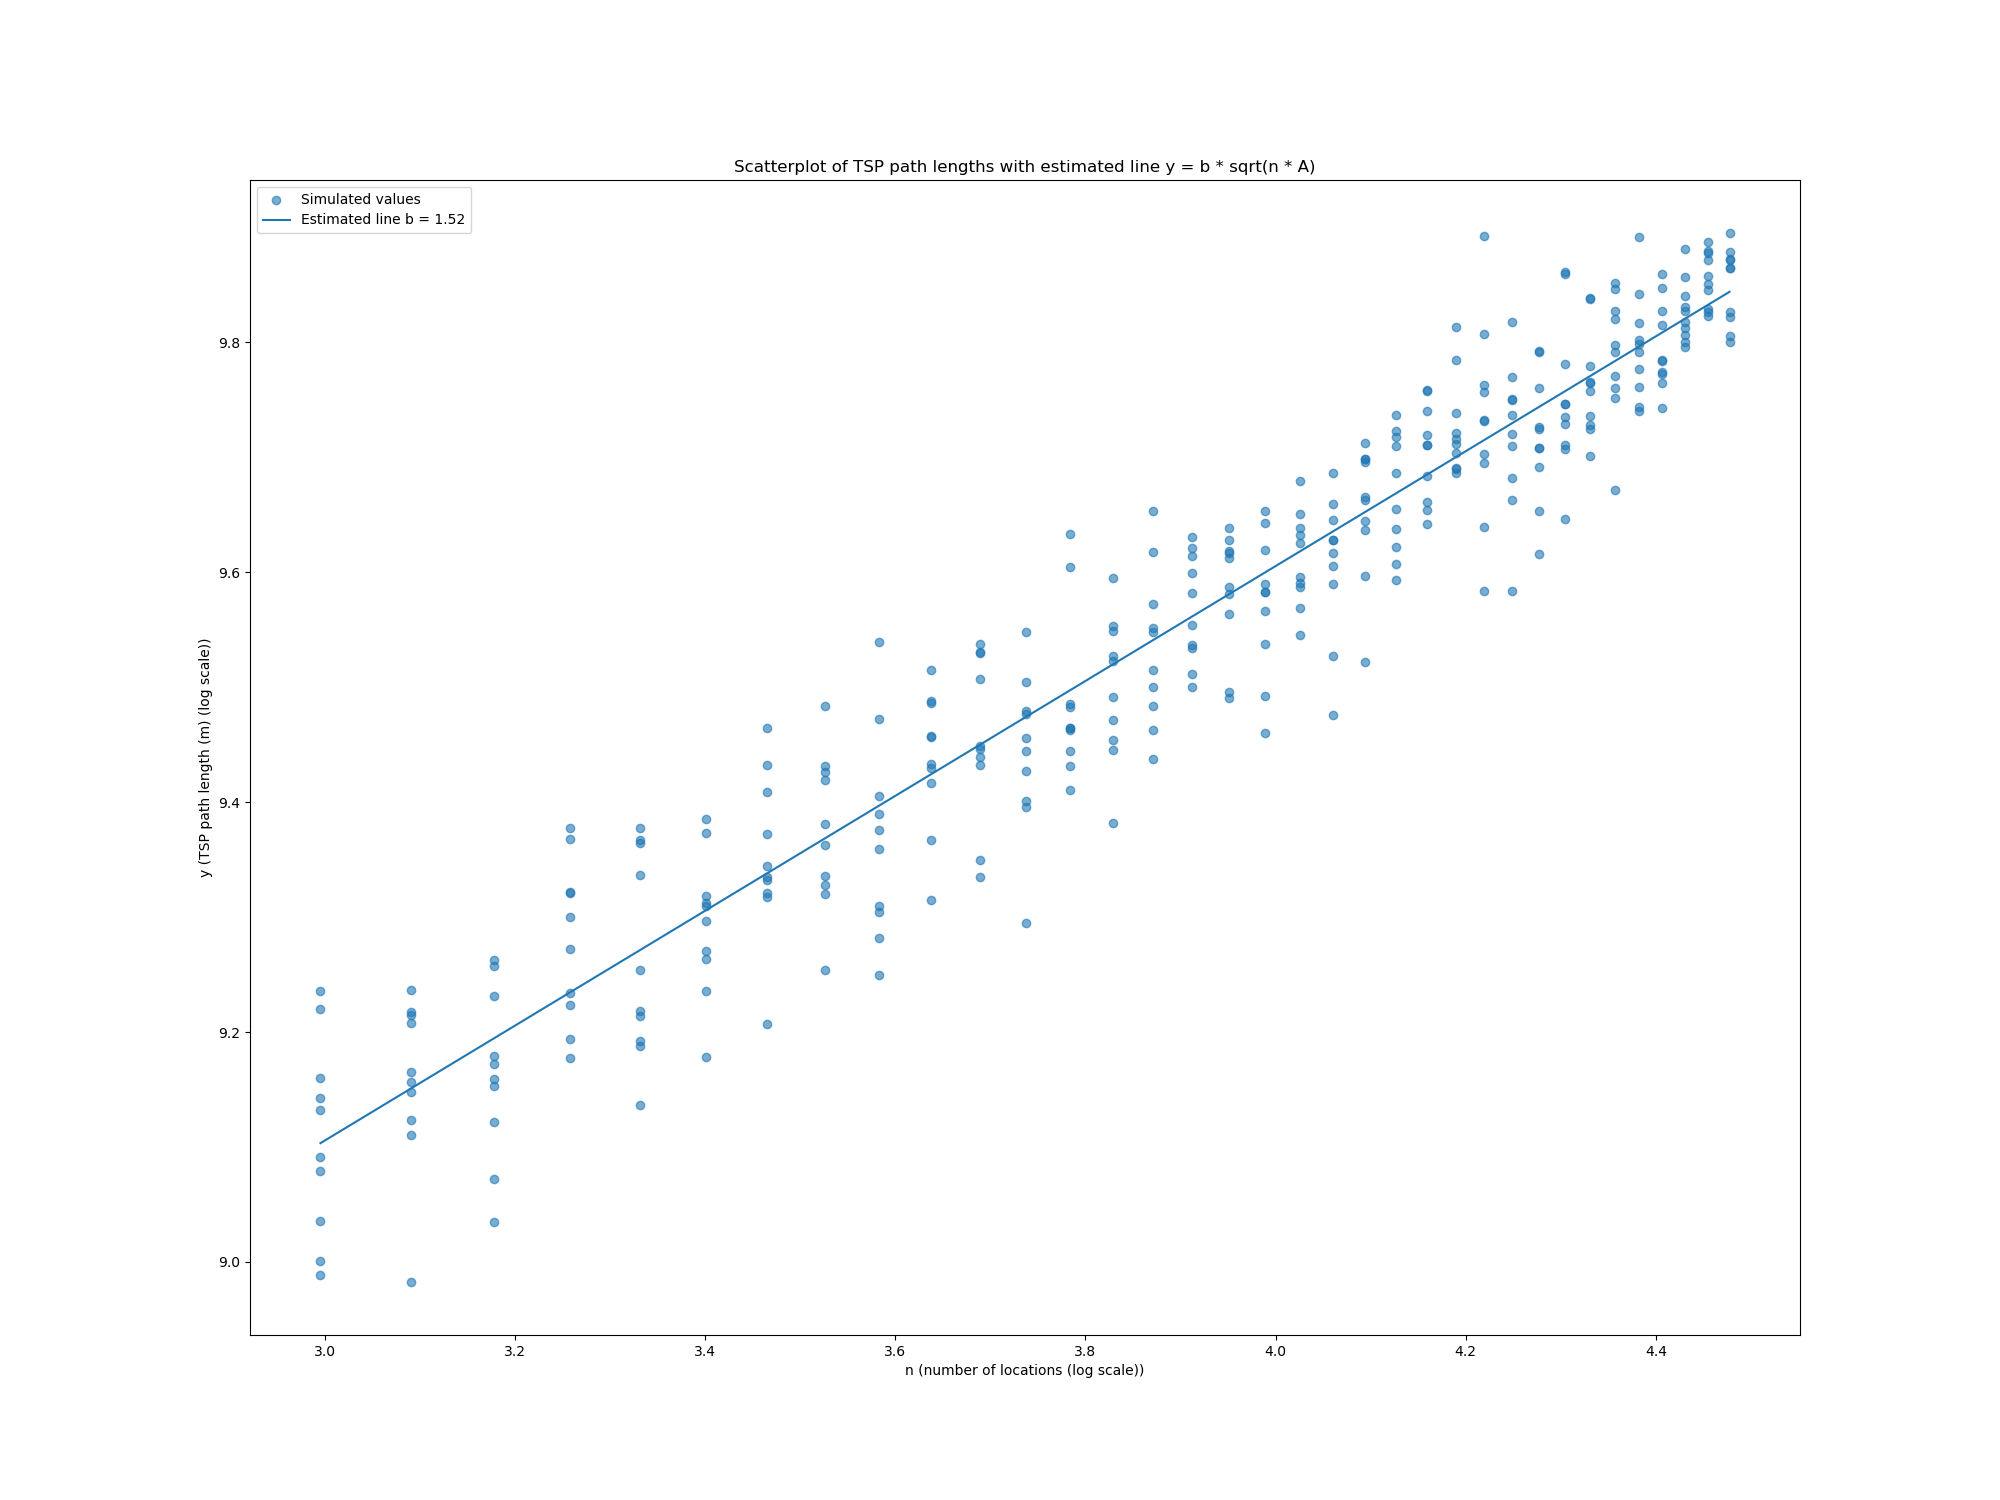 Scatterplot of TSP path lengths with estimated line y = b * sqrt(n * A)
Simulated values
Estimated line b = 1.52
9.8
9.6
9.4
9.2
9.0
y (TSP path length (m) (log scale))
3.0 3.2 3.4 3.6 3.8 4.0 4.2 4.4
n (number of locations (log scale))